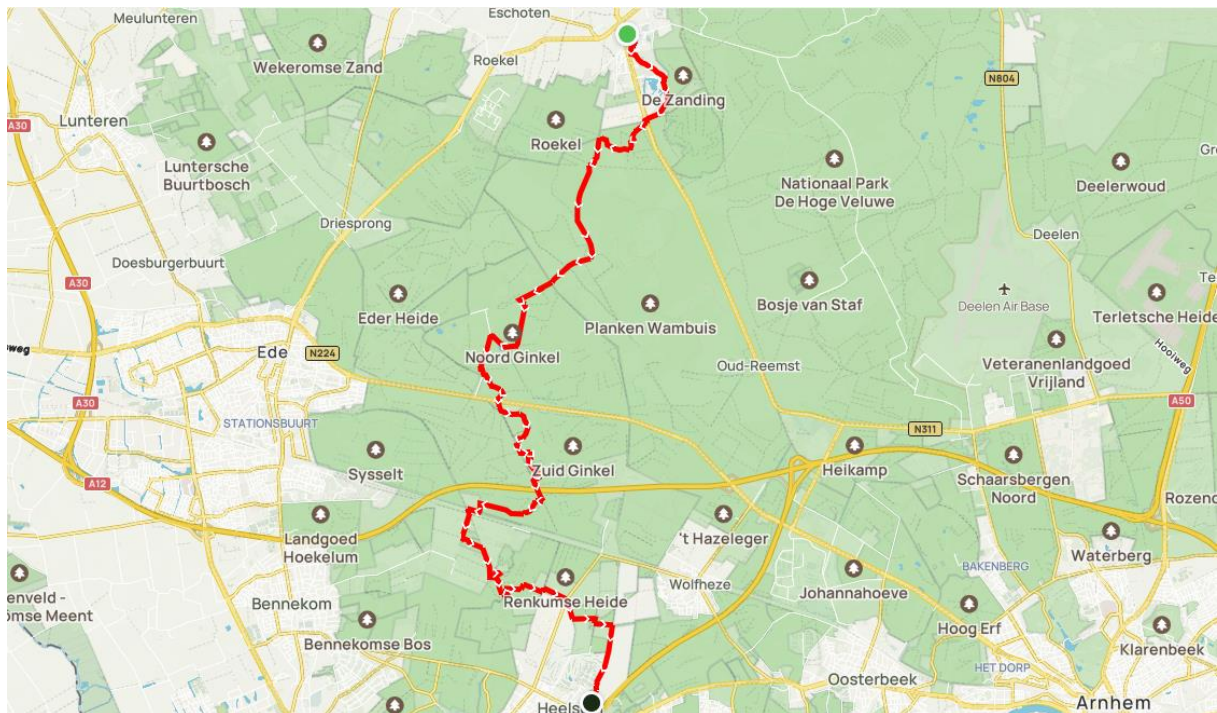 Meulunteren
Eschoten
Wekeromse Zand
Roekel
De Zanding
N804
A30
Lunteren
Roekel
Luntersche
Buurtbosch
Nationaal Park
De Hoge Veluwe
Deelerwoud
Driesprong
Deelen
Doesburgerbuurt
A30
Eder Heide
Planken Wambuis
Bosje van Staf
Deelen Air Base
Terletsche Heide
Hooiweg
Ede
N224
Noord Ginkel
Oud-Reemst
Veteranenlandgoed
Vrijland
A30
A50
STATIONSBUURT
N311
Sysselt
Zuid Ginkel
Heikamp
Schaarsbergen
Noord
A12
Landgoed
Hoekelum
't Hazeleger
Waterberg
BAKENBERG
Bennekom
Renkumse Heide
Wolfheze
Johannahoeve
Hoog Erf
Bennekomse Bos
Klarenbeek
HET DORP
Oosterbeek
Arnhem